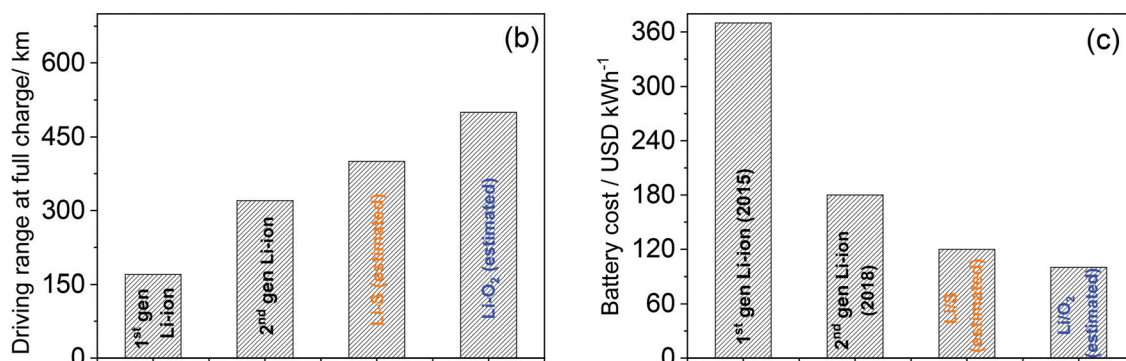 (b)
Driving range at full charge/ km
600
450
300
150
0
1st gen
Li-ion
2nd gen Li-ion
Li-S (estimated)
Li-O₂ (estimated)
(c)
Battery cost / USD kWh⁻¹
360
300
240
180
120
60
0
1st gen Li-ion (2015)
2nd gen Li-ion
(2018)
Li/S
(estimated)
Li/O₂
(estimated)